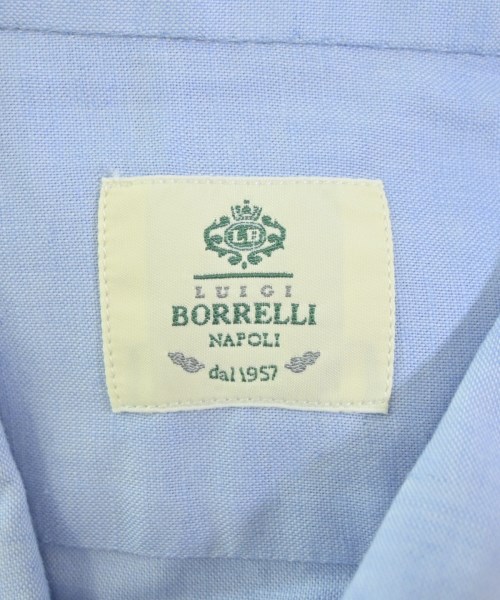 LB
LUIGI
BORRELLI
NAPOLI
dal 1957